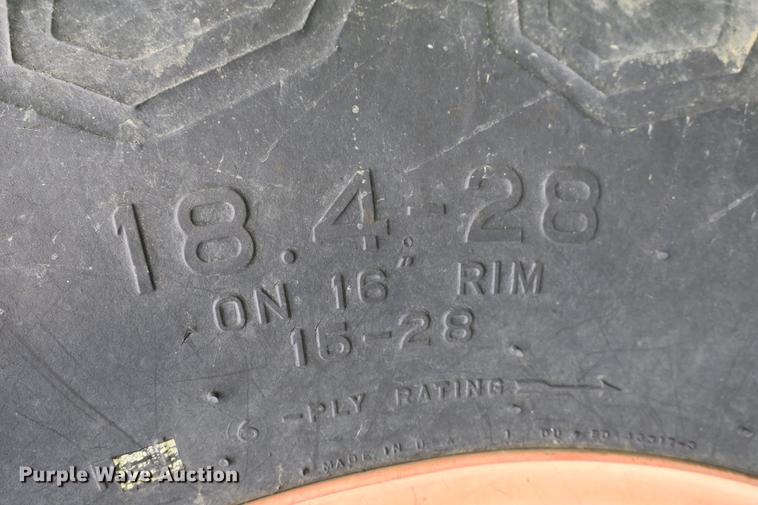 18.4-28
ON 16" RIM
15-28
6 -PLY RATING
MADE IN U.S.A.
Purple Wave Auction